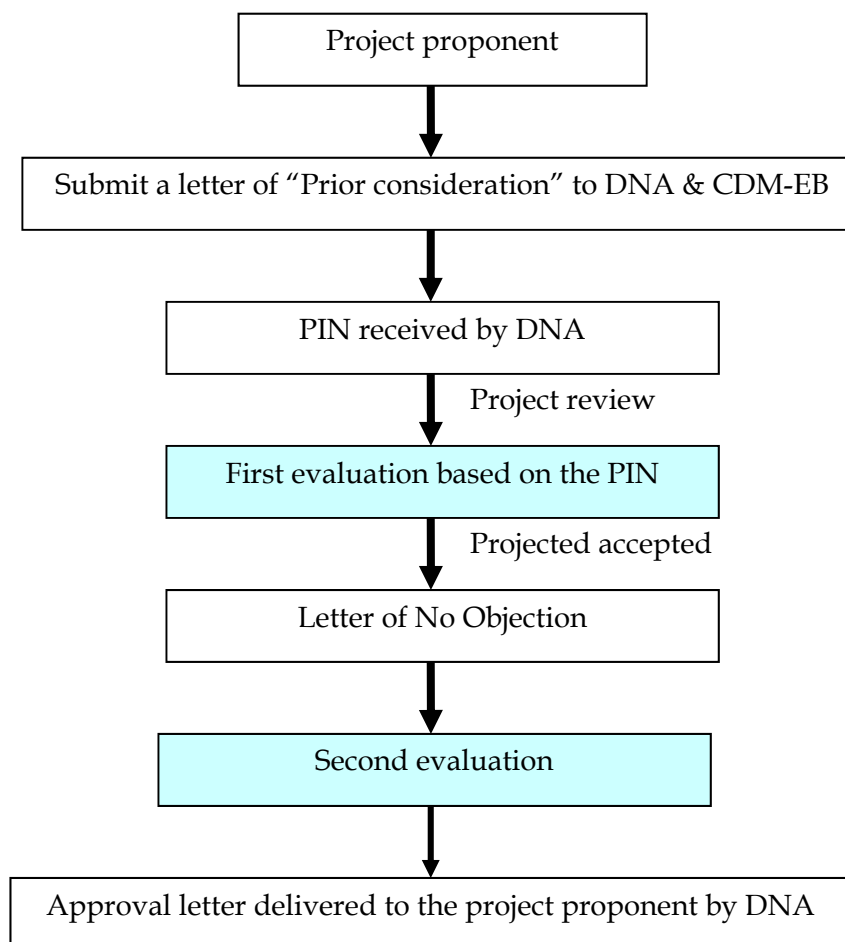 Project proponent
Submit a letter of “Prior consideration” to DNA & CDM-EB
PIN received by DNA
Project review
First evaluation based on the PIN
Projected accepted
Letter of No Objection
Second evaluation
Approval letter delivered to the project proponent by DNA